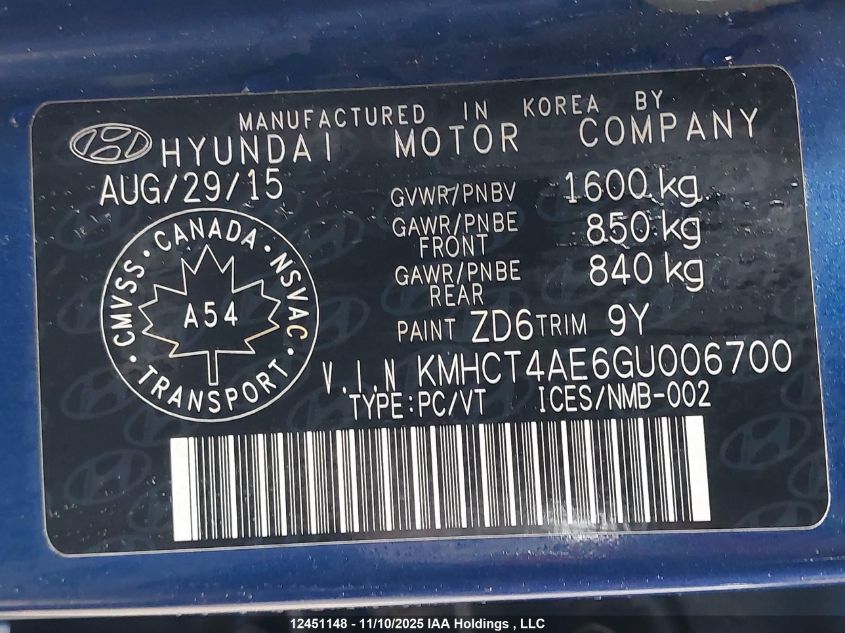 MANUFACTURED IN KOREA BY
HYUNDAI MOTOR COMPANY
AUG/29/15
GVWR/PNBV 1600 kg
GAWR/PNBE FRONT 850 kg
GAWR/PNBE REAR 840 kg
CMVSS · CANADA · NSVAC · TRANSPORT ·
A54
PAINT ZD6 TRIM 9Y
V.I.N KMHCT4AE6GU006700
TYPE:PC/VT ICES/NMB-002
12451148 - 11/10/2025 IAA Holdings , LLC